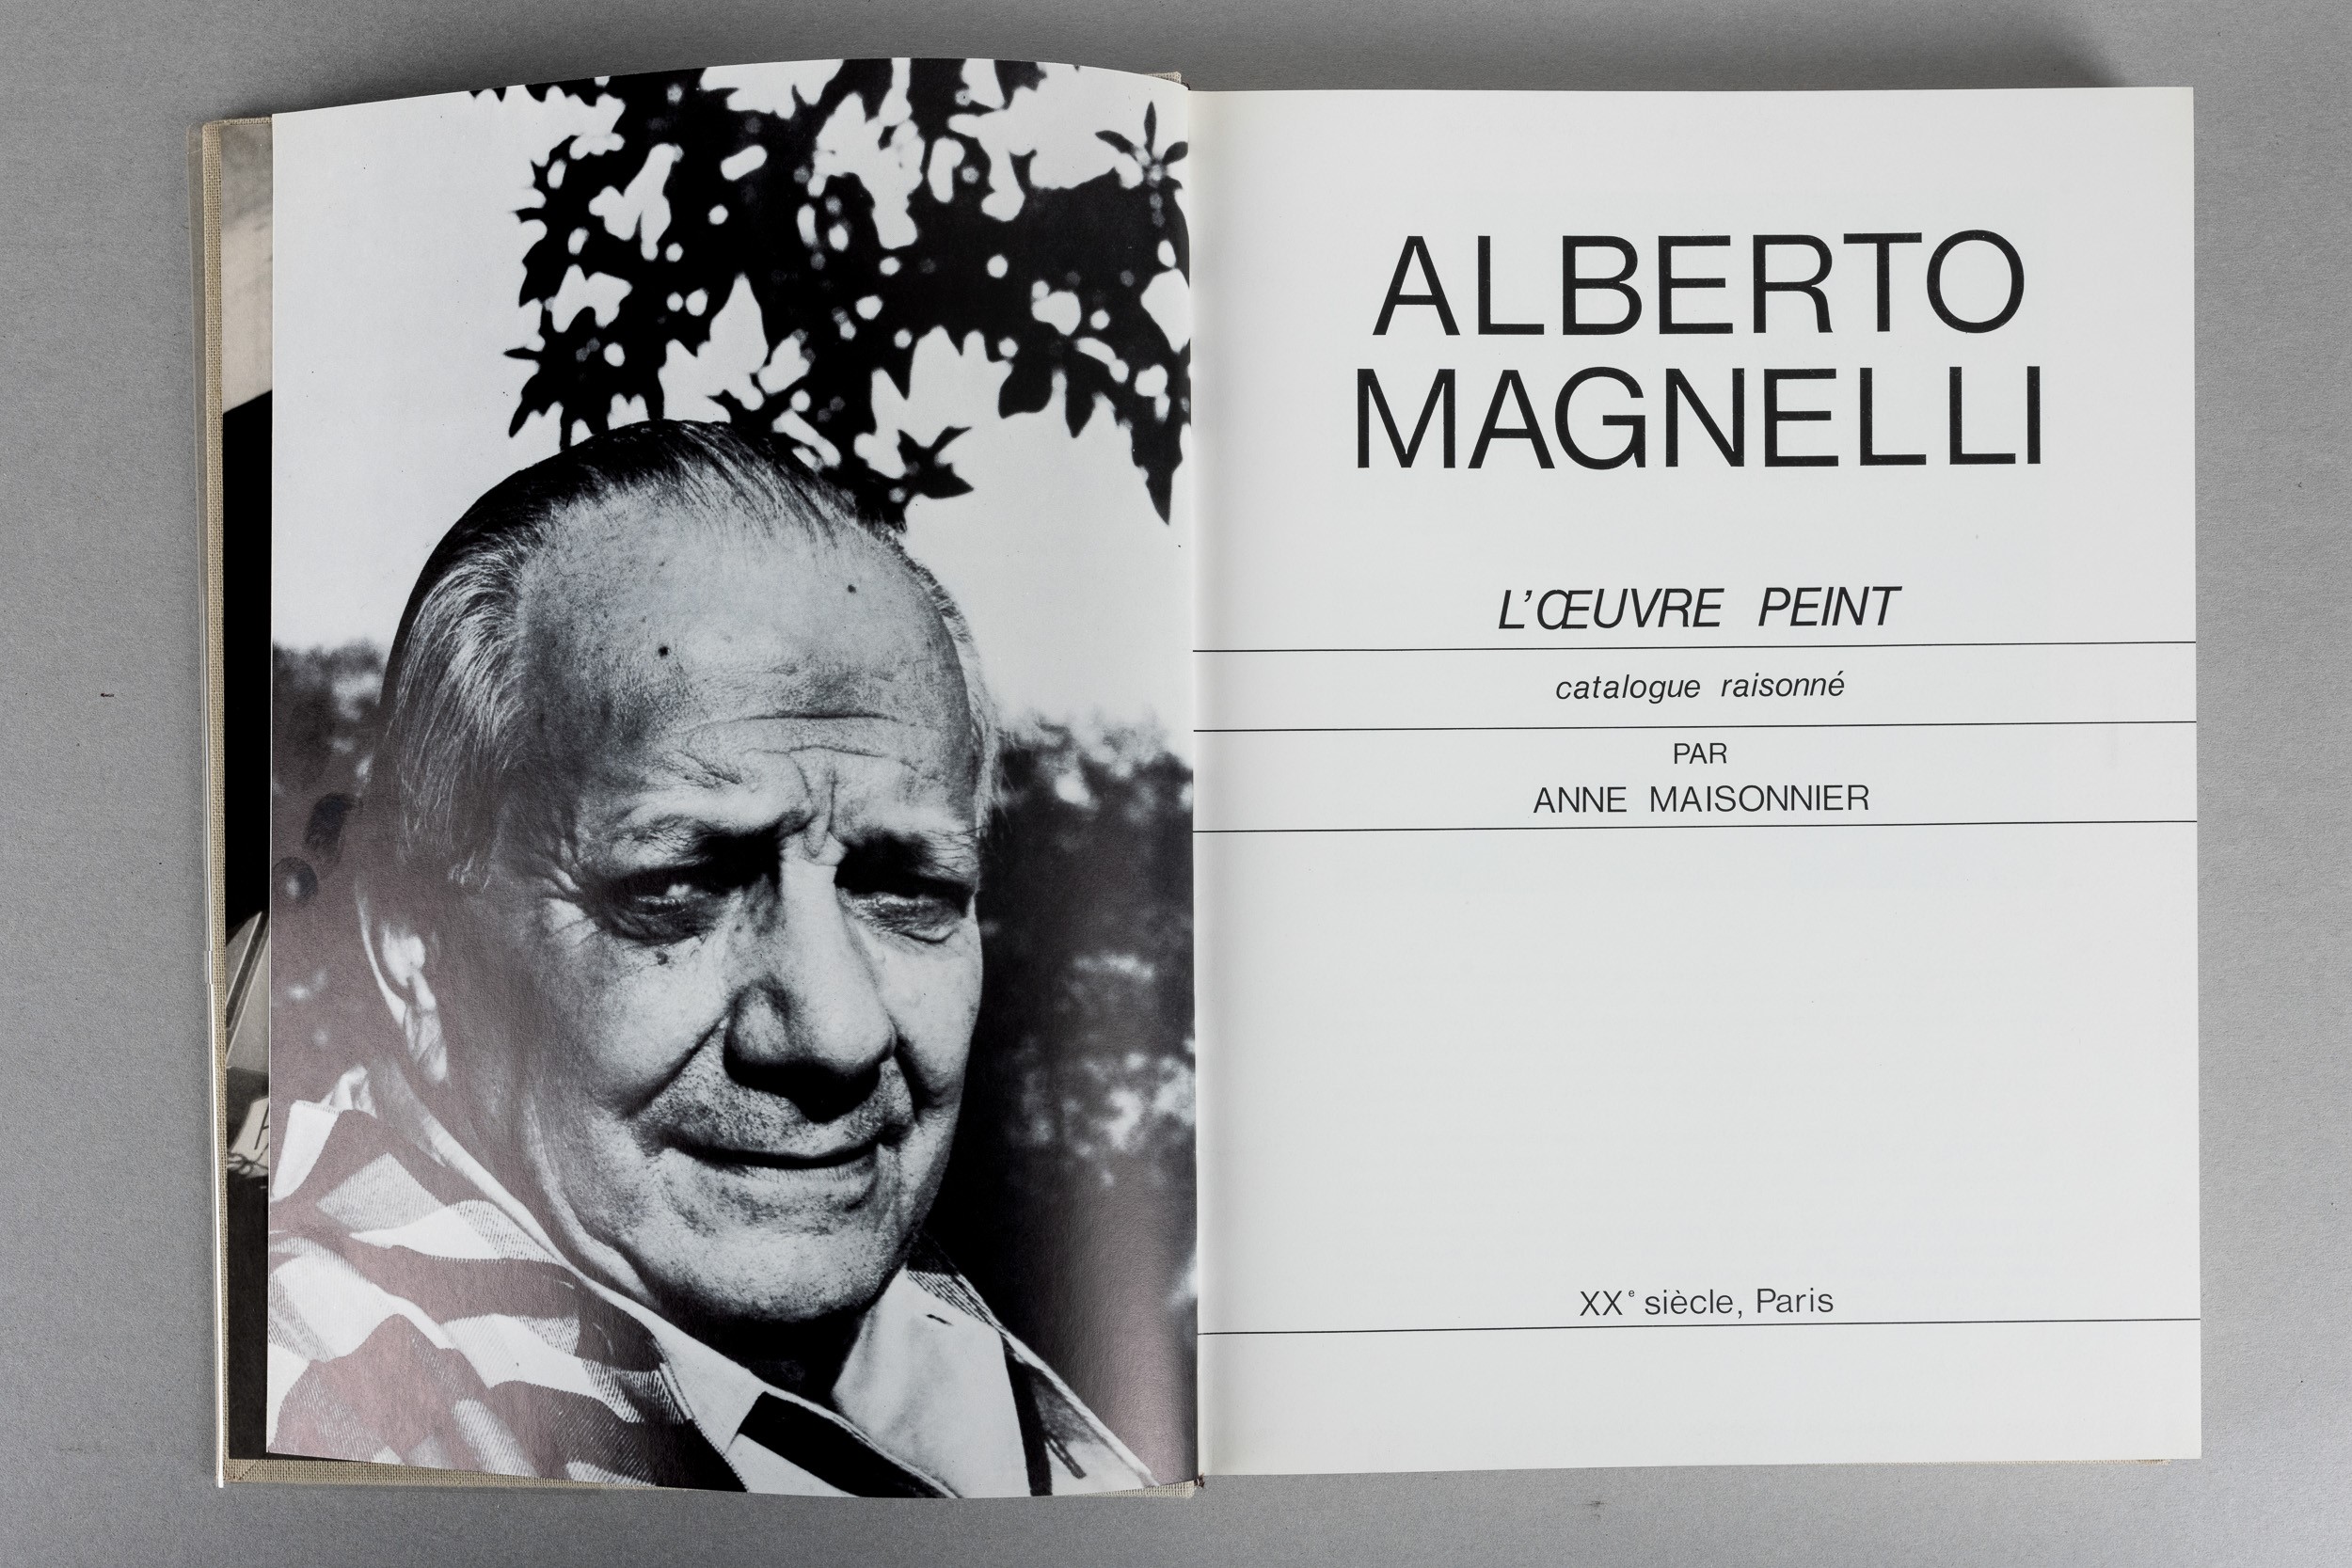 ALBERTO
MAGNELLI
L'ŒUVRE PEINT
catalogue raisonné
PAR
ANNE MAISONNIER
XXe siècle, Paris